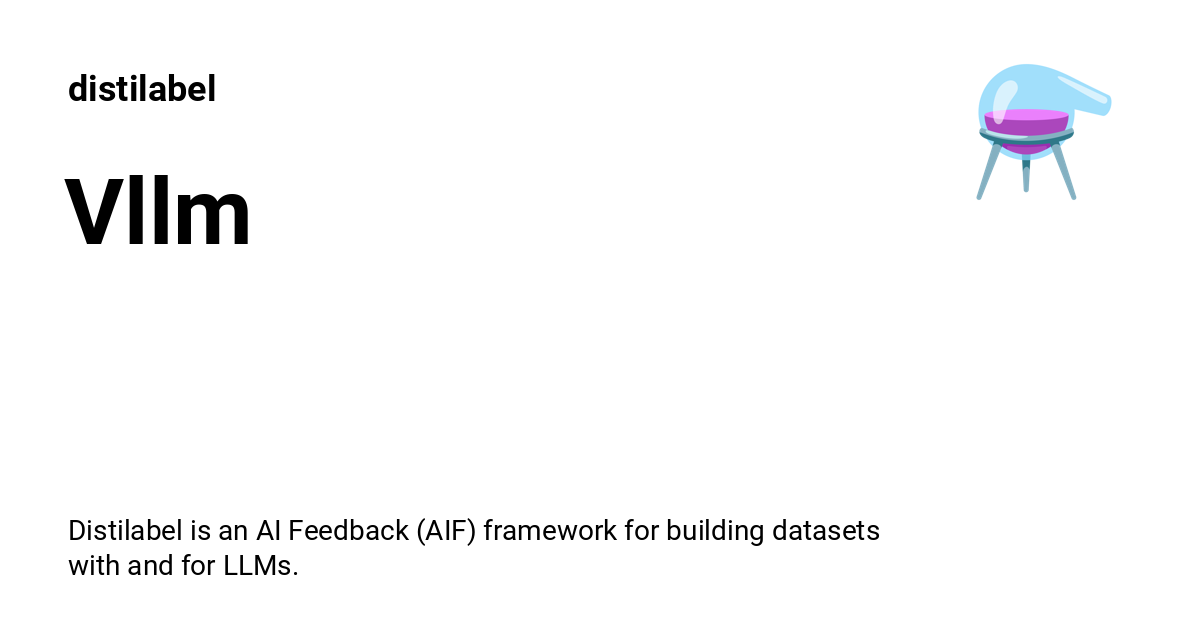 distilabel
Vllm
Distilabel is an AI Feedback (AIF) framework for building datasets
with and for LLMs.